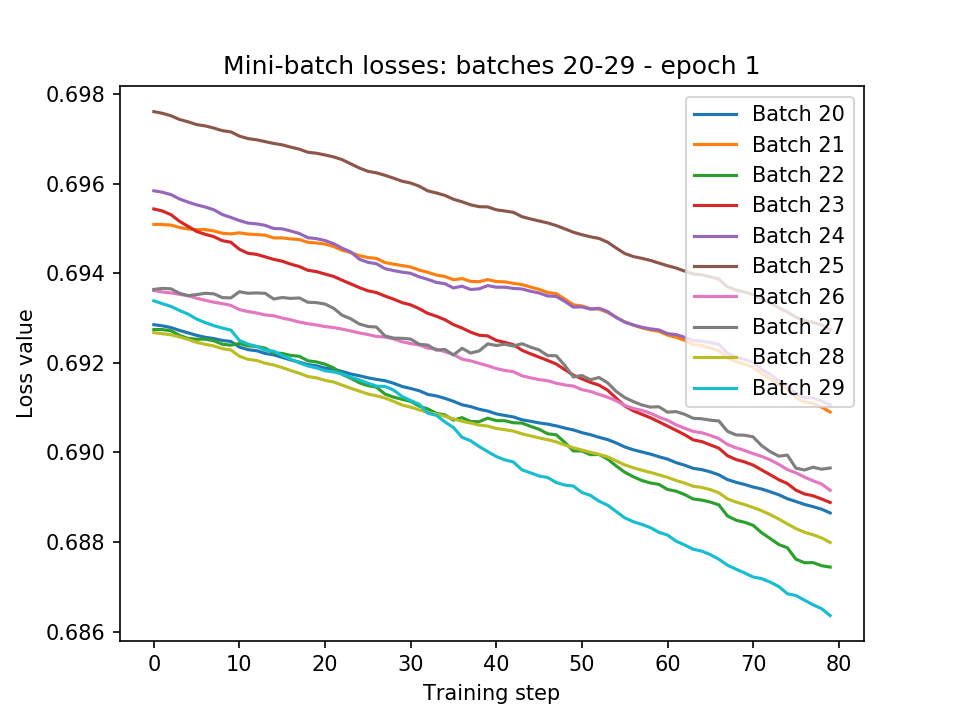 Mini-batch losses: batches 20-29 - epoch 1
0.698
0.696
0.694
0.692
0.690
0.688
0.686
Loss value
Batch 20
Batch 21
Batch 22
Batch 23
Batch 24
Batch 25
Batch 26
Batch 27
Batch 28
Batch 29
0 10 20 30 40 50 60 70 80
Training step